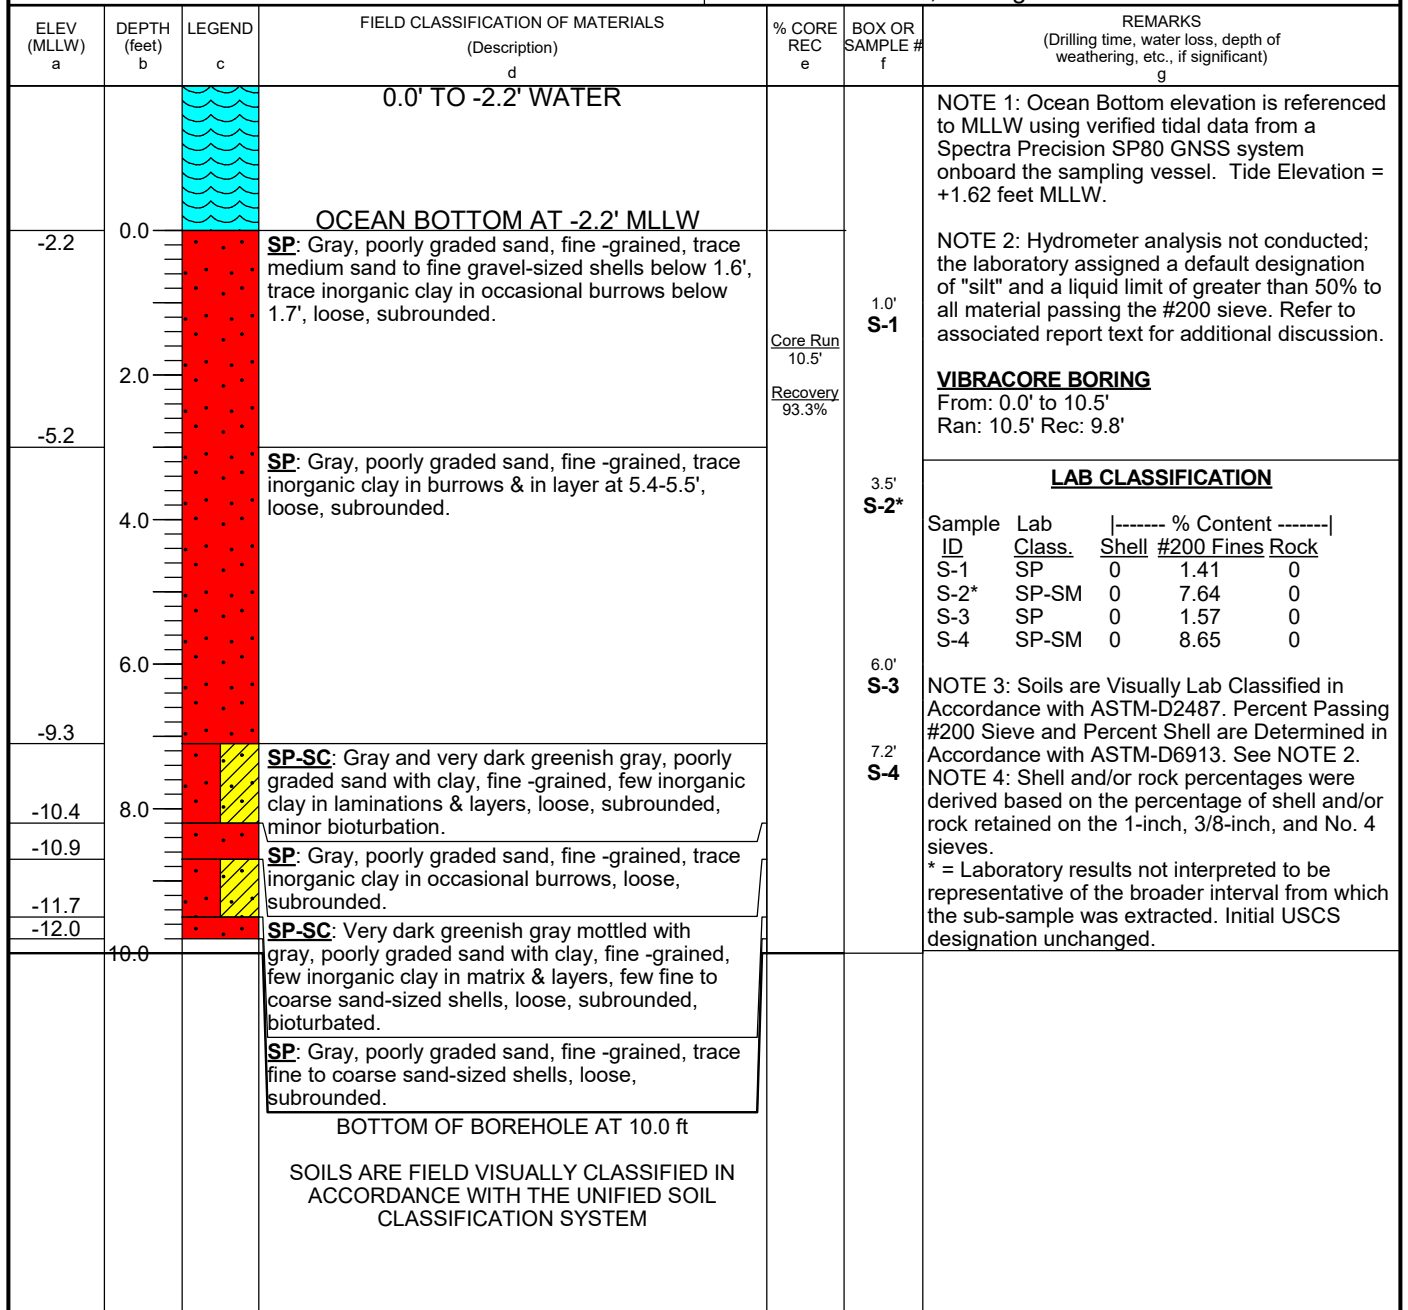 ELEV
(MLLW)
a
DEPTH
(feet)
b
LEGEND
c
FIELD CLASSIFICATION OF MATERIALS
(Description)
d
% CORE
REC
e
BOX OR
SAMPLE #
f
REMARKS
(Drilling time, water loss, depth of
weathering, etc., if significant)
g
0.0' TO -2.2' WATER
OCEAN BOTTOM AT -2.2' MLLW
-2.2
-5.2
-9.3
-10.4
-10.9
-11.7
-12.0
0.0
2.0
4.0
6.0
8.0
10.0
SP: Gray, poorly graded sand, fine -grained, trace
medium sand to fine gravel-sized shells below 1.6',
trace inorganic clay in occasional burrows below
1.7', loose, subrounded.
SP: Gray, poorly graded sand, fine -grained, trace
inorganic clay in burrows & in layer at 5.4-5.5',
loose, subrounded.
SP-SC: Gray and very dark greenish gray, poorly
graded sand with clay, fine -grained, few inorganic
clay in laminations & layers, loose, subrounded,
minor bioturbation.
SP: Gray, poorly graded sand, fine -grained, trace
inorganic clay in occasional burrows, loose,
subrounded.
SP-SC: Very dark greenish gray mottled with
gray, poorly graded sand with clay, fine -grained,
few inorganic clay in matrix & layers, few fine to
coarse sand-sized shells, loose, subrounded,
bioturbated.
SP: Gray, poorly graded sand, fine -grained, trace
fine to coarse sand-sized shells, loose,
subrounded.
BOTTOM OF BOREHOLE AT 10.0 ft
SOILS ARE FIELD VISUALLY CLASSIFIED IN
ACCORDANCE WITH THE UNIFIED SOIL
CLASSIFICATION SYSTEM
Core Run
10.5'
Recovery
93.3%
1.0'
S-1
3.5'
S-2*
6.0'
S-3
7.2'
S-4
NOTE 1: Ocean Bottom elevation is referenced
to MLLW using verified tidal data from a
Spectra Precision SP80 GNSS system
onboard the sampling vessel. Tide Elevation =
+1.62 feet MLLW.
NOTE 2: Hydrometer analysis not conducted;
the laboratory assigned a default designation
of "silt" and a liquid limit of greater than 50% to
all material passing the #200 sieve. Refer to
associated report text for additional discussion.
VIBRACORE BORING
From: 0.0' to 10.5'
Ran: 10.5' Rec: 9.8'
LAB CLASSIFICATION
Sample Lab |------- % Content -------|
ID Class. Shell #200 Fines Rock
S-1 SP 0 1.41 0
S-2* SP-SM 0 7.64 0
S-3 SP 0 1.57 0
S-4 SP-SM 0 8.65 0
NOTE 3: Soils are Visually Lab Classified in
Accordance with ASTM-D2487. Percent Passing
#200 Sieve and Percent Shell are Determined in
Accordance with ASTM-D6913. See NOTE 2.
NOTE 4: Shell and/or rock percentages were
derived based on the percentage of shell and/or
rock retained on the 1-inch, 3/8-inch, and No. 4
sieves.
* = Laboratory results not interpreted to be
representative of the broader interval from which
the sub-sample was extracted. Initial USCS
designation unchanged.